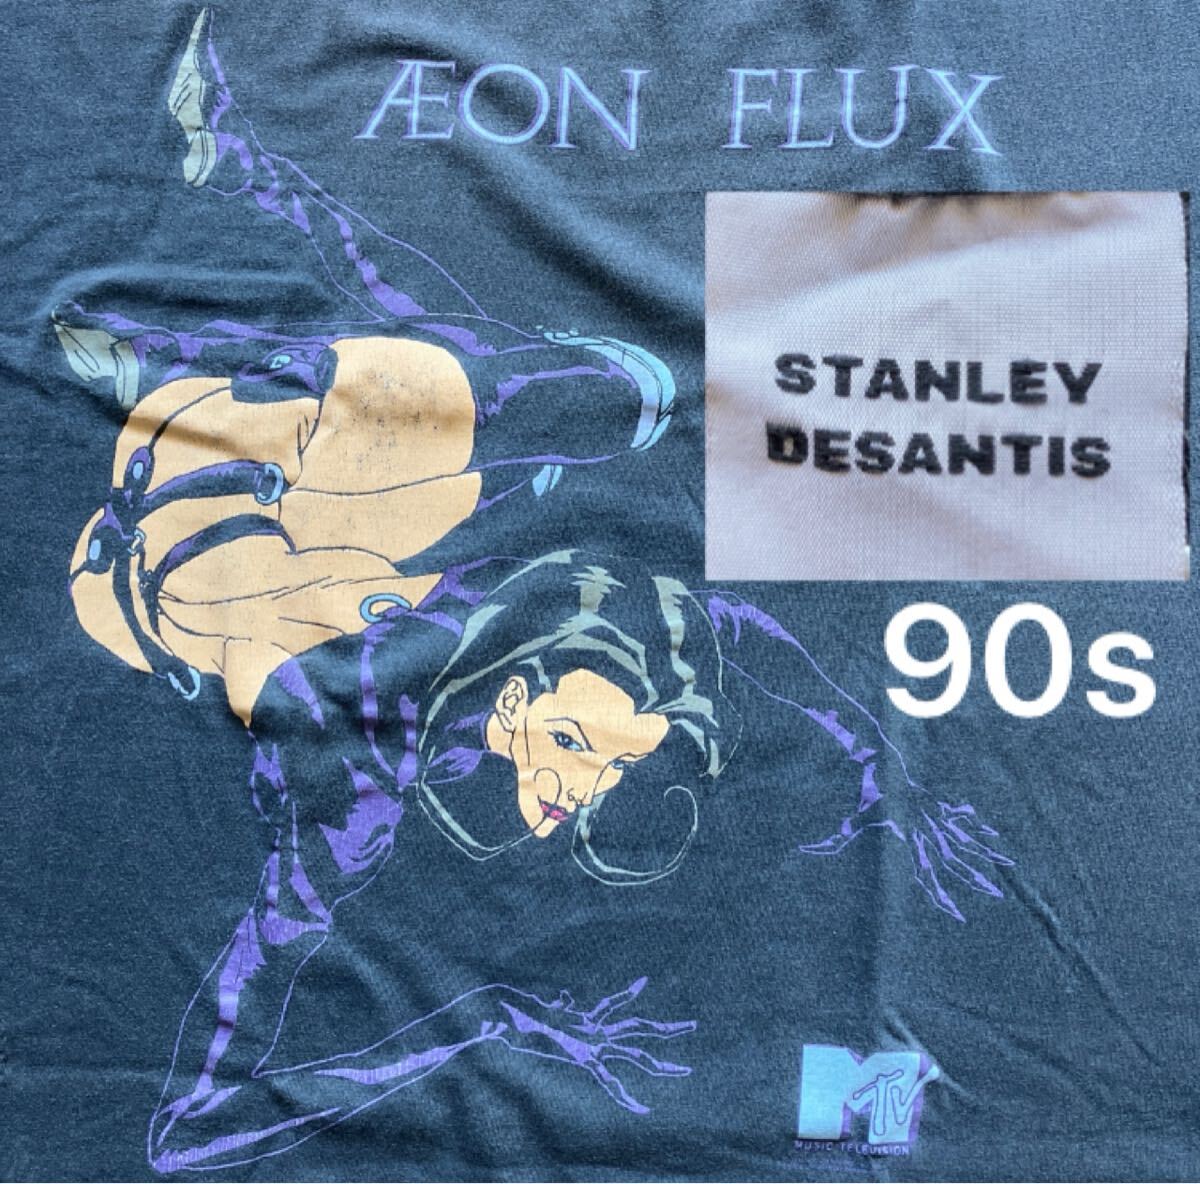 ÆON FLUX
STANLEY
DESANTIS
90s
MTV
MUSIC TELEVISION